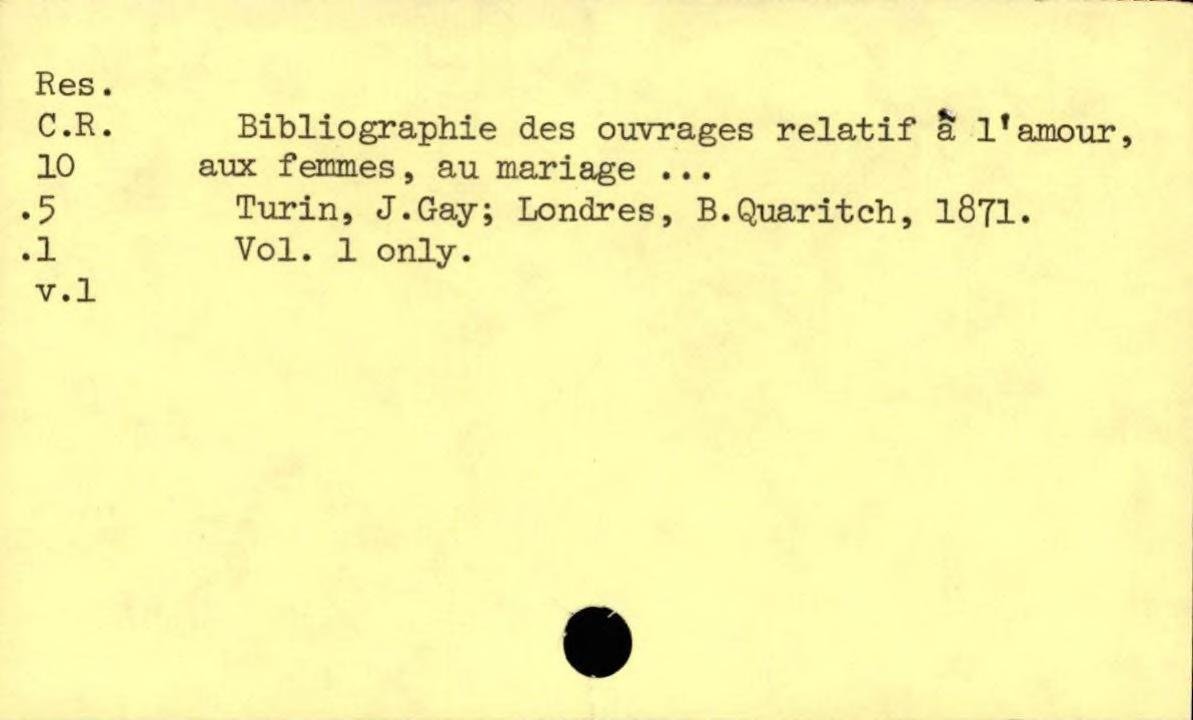 Res.
C.R. Bibliographie des ouvrages relatif à l'amour,
10 aux femmes, au mariage ...
.5 Turin, J.Gay; Londres, B.Quaritch, 1871.
.1 Vol. 1 only.
v.1